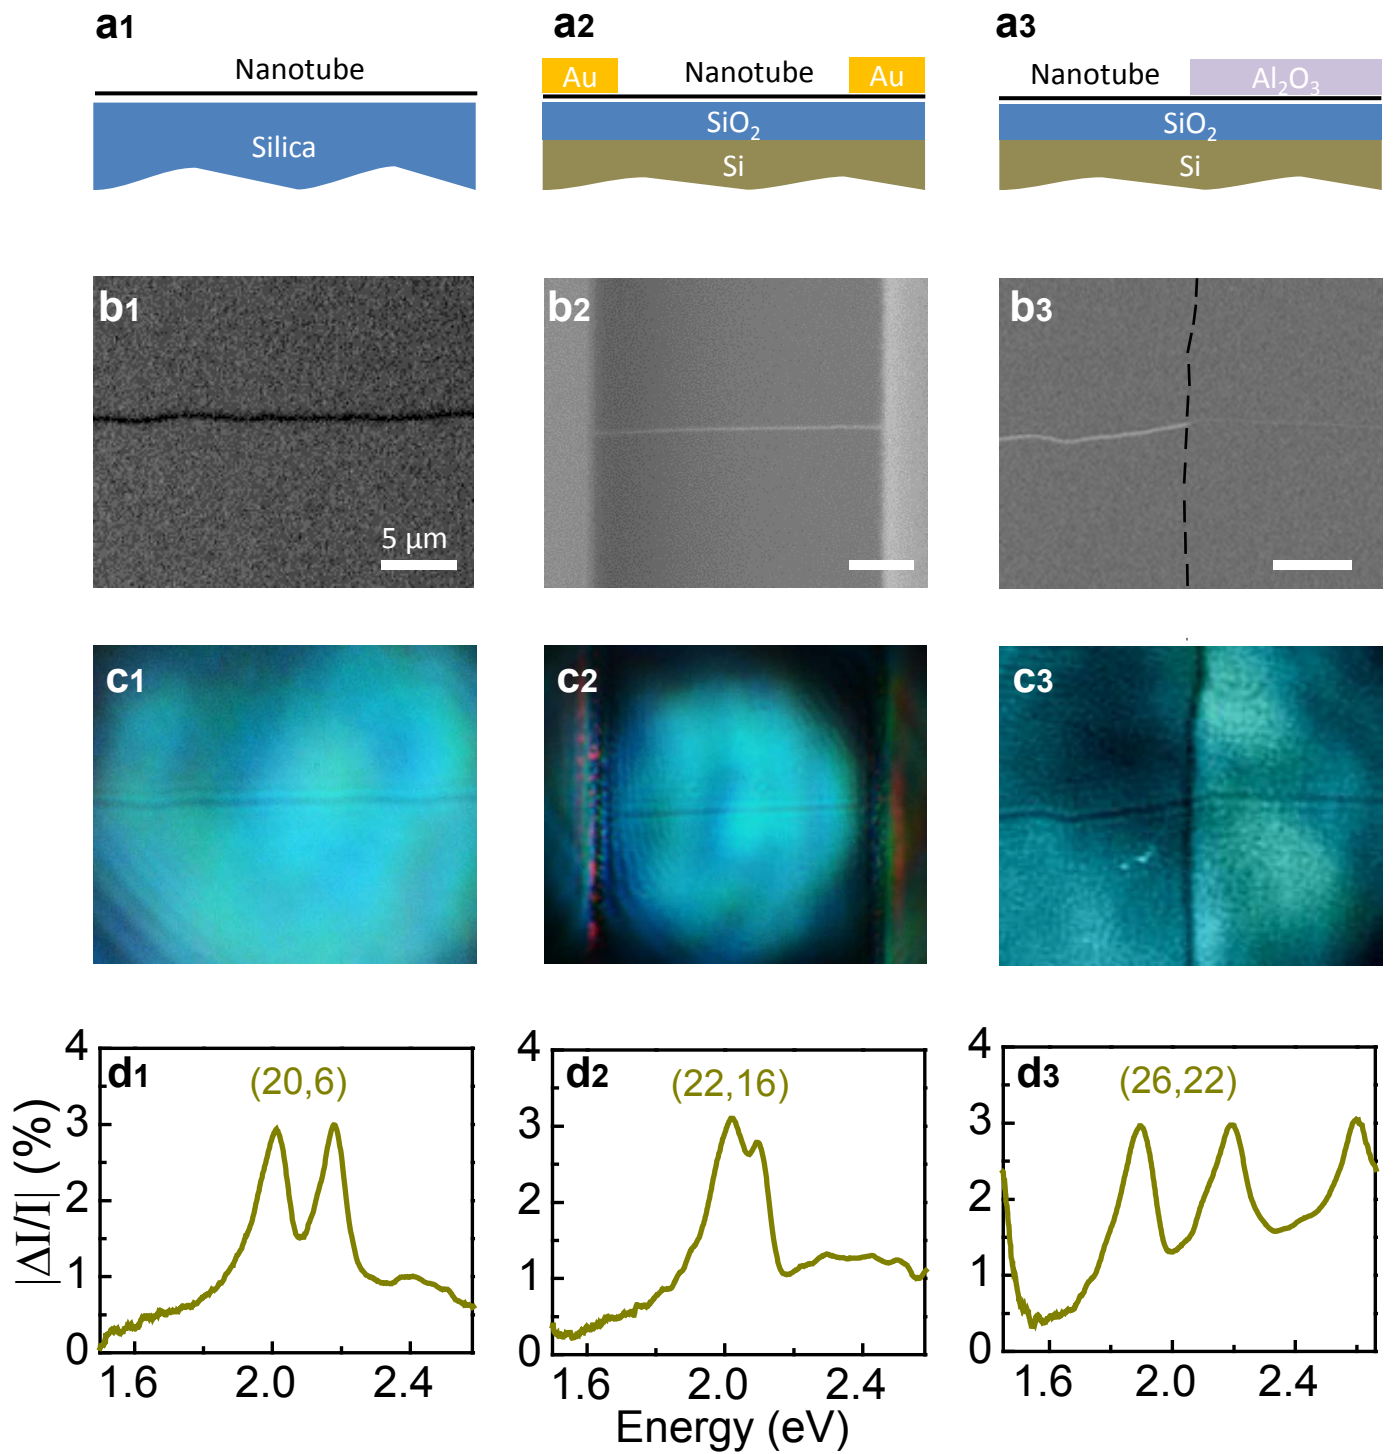 a1
a2
a3
Nanotube
Silica
Au
Nanotube
Au
SiO₂
Si
Nanotube
Al₂O₃
SiO₂
Si
b1
5 μm
b2
b3
c1
c2
c3
|ΔI/I| (%)
4
3
2
1
0
d1
(20,6)
1.6
2.0
2.4
4
3
2
1
0
d2
(22,16)
1.6
2.0
2.4
4
3
2
1
0
d3
(26,22)
1.6
2.0
2.4
Energy (eV)